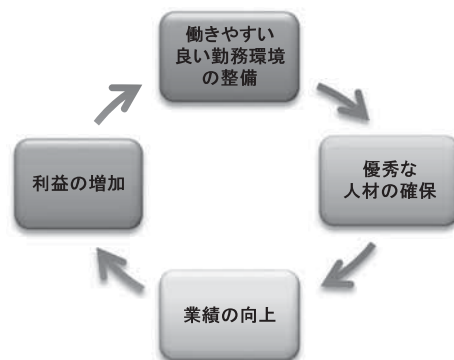 働きやすい
良い勤務環境
の整備
優秀な
人材の確保
業績の向上
利益の増加